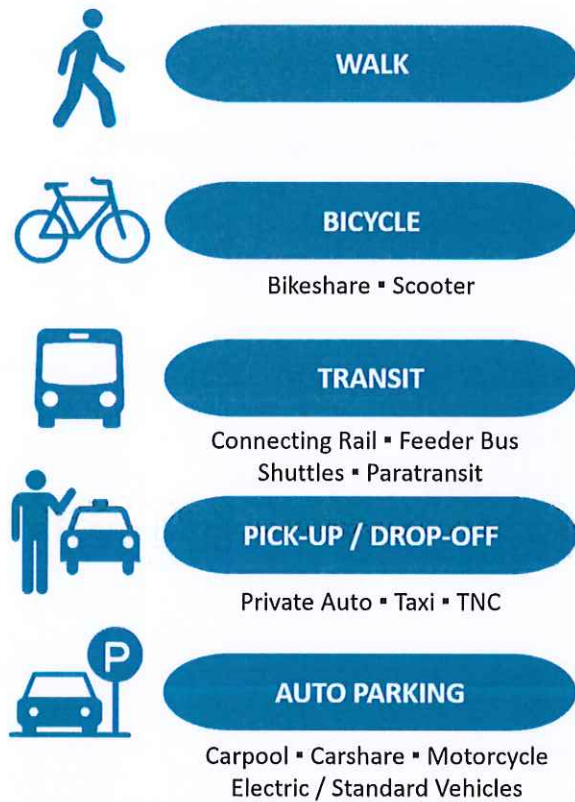 WALK
BICYCLE
Bikeshare ▪ Scooter
TRANSIT
Connecting Rail ▪ Feeder Bus
Shuttles ▪ Paratransit
PICK-UP / DROP-OFF
Private Auto ▪ Taxi ▪ TNC
P
AUTO PARKING
Carpool ▪ Carshare ▪ Motorcycle
Electric / Standard Vehicles